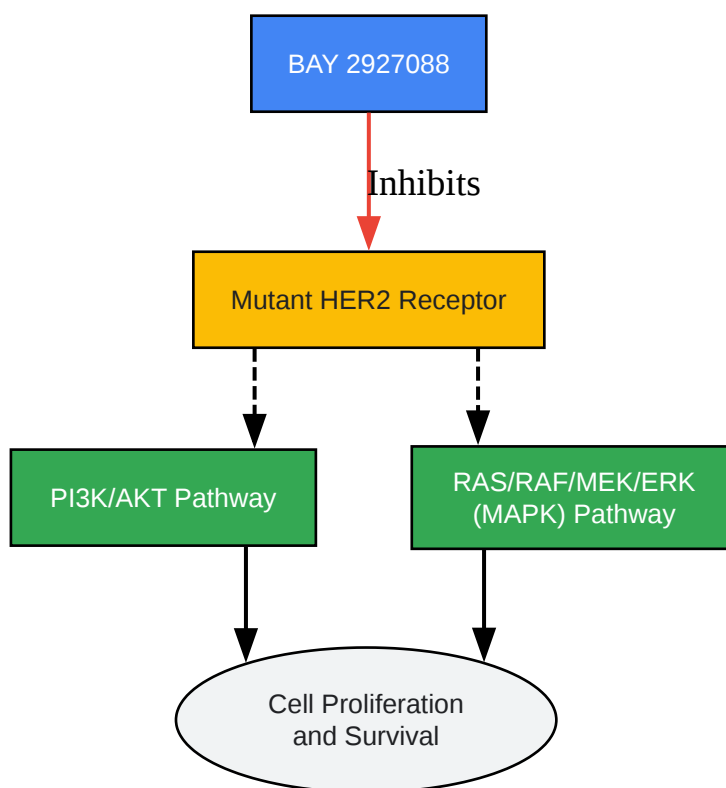 BAY 2927088
Inhibits
Mutant HER2 Receptor
PI3K/AKT Pathway
RAS/RAF/MEK/ERK
(MAPK) Pathway
Cell Proliferation
and Survival